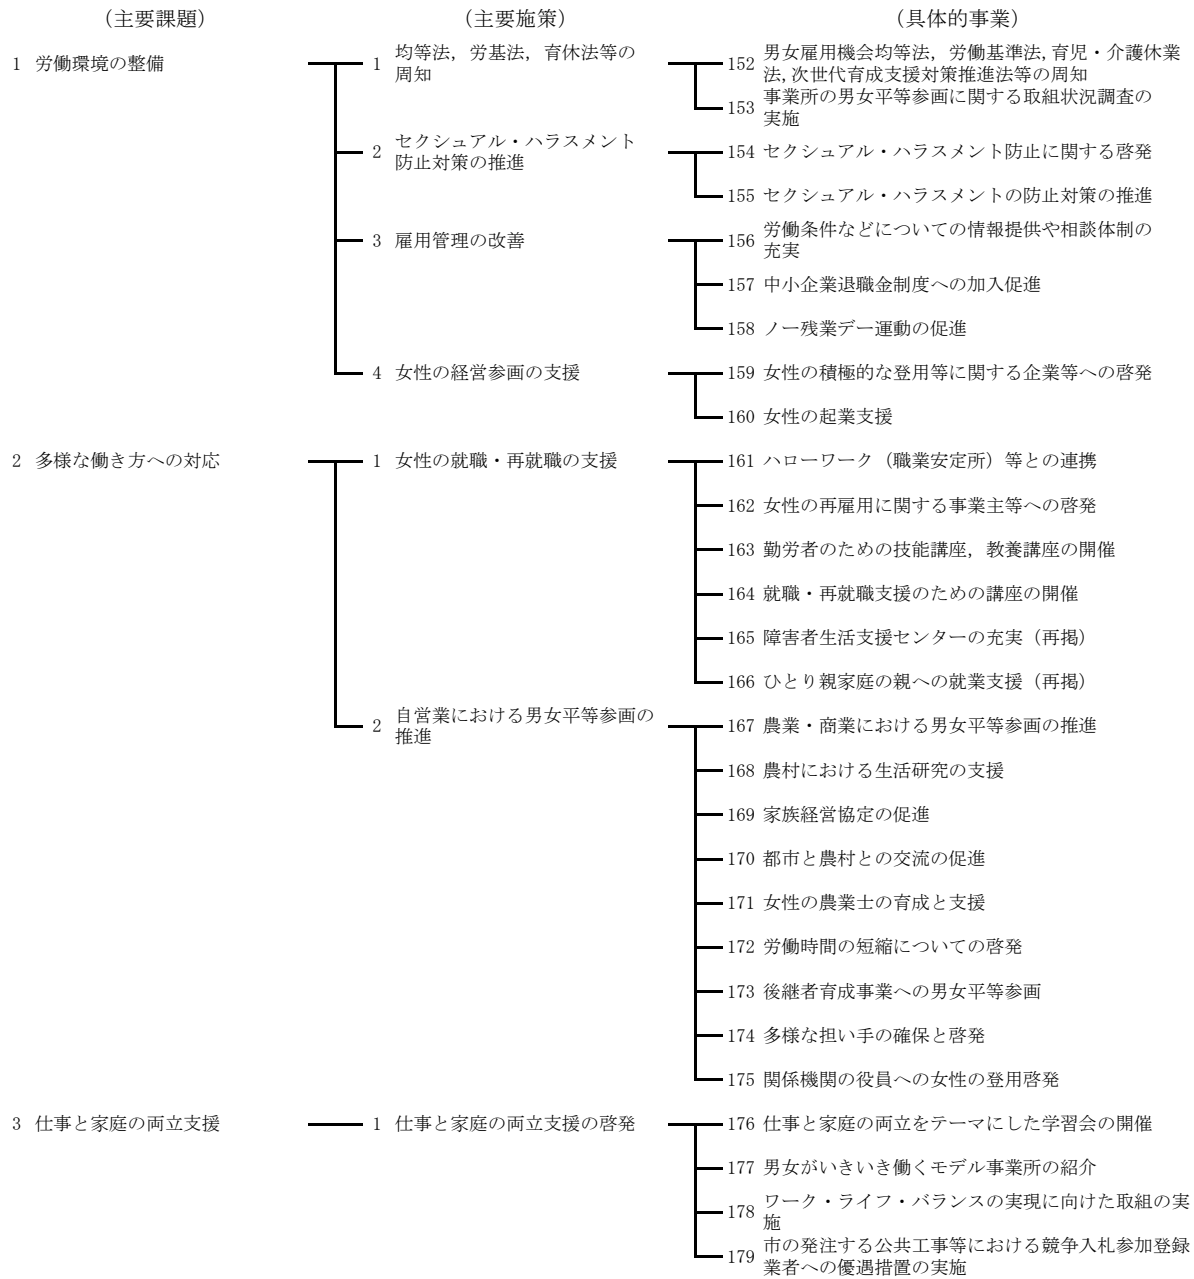 (主要課題)
(主要施策)
(具体的事業)
1 労働環境の整備
1 均等法，労基法，育休法等の
周知
152 男女雇用機会均等法，労働基準法,育児・介護休業
法,次世代育成支援対策推進法等の周知
153 事業所の男女平等参画に関する取組状況調査の
実施
2 セクシュアル・ハラスメント
防止対策の推進
154 セクシュアル・ハラスメント防止に関する啓発
155 セクシュアル・ハラスメントの防止対策の推進
3 雇用管理の改善
156 労働条件などについての情報提供や相談体制の
充実
157 中小企業退職金制度への加入促進
158 ノー残業デー運動の促進
4 女性の経営参画の支援
159 女性の積極的な登用等に関する企業等への啓発
160 女性の起業支援
2 多様な働き方への対応
1 女性の就職・再就職の支援
161 ハローワーク（職業安定所）等との連携
162 女性の再雇用に関する事業主等への啓発
163 勤労者のための技能講座，教養講座の開催
164 就職・再就職支援のための講座の開催
165 障害者生活支援センターの充実（再掲）
166 ひとり親家庭の親への就業支援（再掲）
2 自営業における男女平等参画の
推進
167 農業・商業における男女平等参画の推進
168 農村における生活研究の支援
169 家族経営協定の促進
170 都市と農村との交流の促進
171 女性の農業士の育成と支援
172 労働時間の短縮についての啓発
173 後継者育成事業への男女平等参画
174 多様な担い手の確保と啓発
175 関係機関の役員への女性の登用啓発
3 仕事と家庭の両立支援
1 仕事と家庭の両立支援の啓発
176 仕事と家庭の両立をテーマにした学習会の開催
177 男女がいきいき働くモデル事業所の紹介
178 ワーク・ライフ・バランスの実現に向けた取組の実
施
179 市の発注する公共工事等における競争入札参加登録
業者への優遇措置の実施